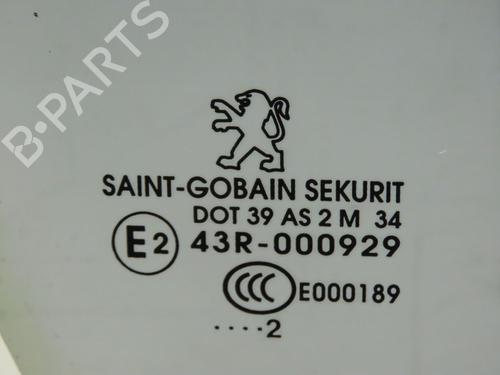 B-PARTS
SAINT-GOBAIN SEKURIT
DOT 39 AS 2 M 34
E2 43R-000929
CCC E000189
....2